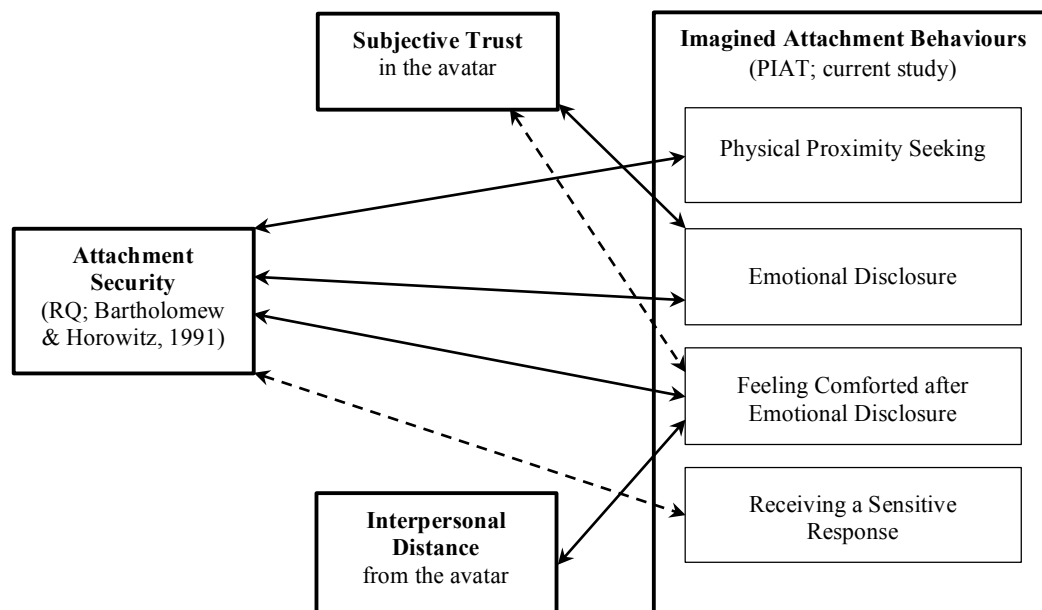 Subjective Trust
in the avatar
Imagined Attachment Behaviours
(PIAT; current study)
Physical Proximity Seeking
Attachment
Security
(RQ; Bartholomew
& Horowitz, 1991)
Emotional Disclosure
Feeling Comforted after
Emotional Disclosure
Interpersonal
Distance
from the avatar
Receiving a Sensitive
Response